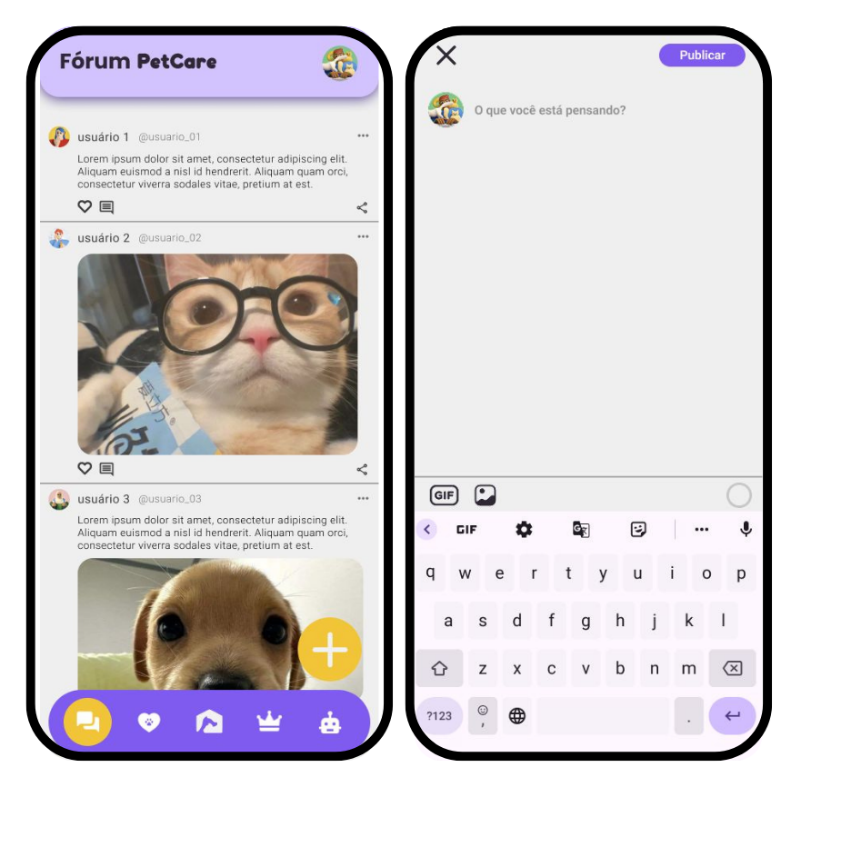 Fórum PetCare
usuário 1 @usuario_01
Lorem ipsum dolor sit amet, consectetur adipiscing elit.
Aliquam euismod a nisl id hendrerit. Aliquam quam orci,
consectetur viverra sodales vitae, pretium at est.
usuário 2 @usuario_02
爱立方
usuário 3 @usuario_03
Lorem ipsum dolor sit amet, consectetur adipiscing elit.
Aliquam euismod a nisl id hendrerit. Aliquam quam orci,
consectetur viverra sodales vitae, pretium at est.
Publicar
O que você está pensando?
GIF
GIF
q w e r t y u i o p
a s d f g h j k l
z x c v b n m
?123 , .